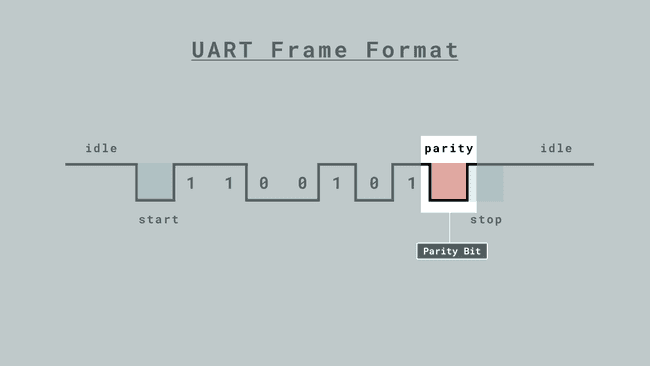 UART Frame Format
idle parity idle
1 1 0 0 1 0 1
start stop
Parity Bit